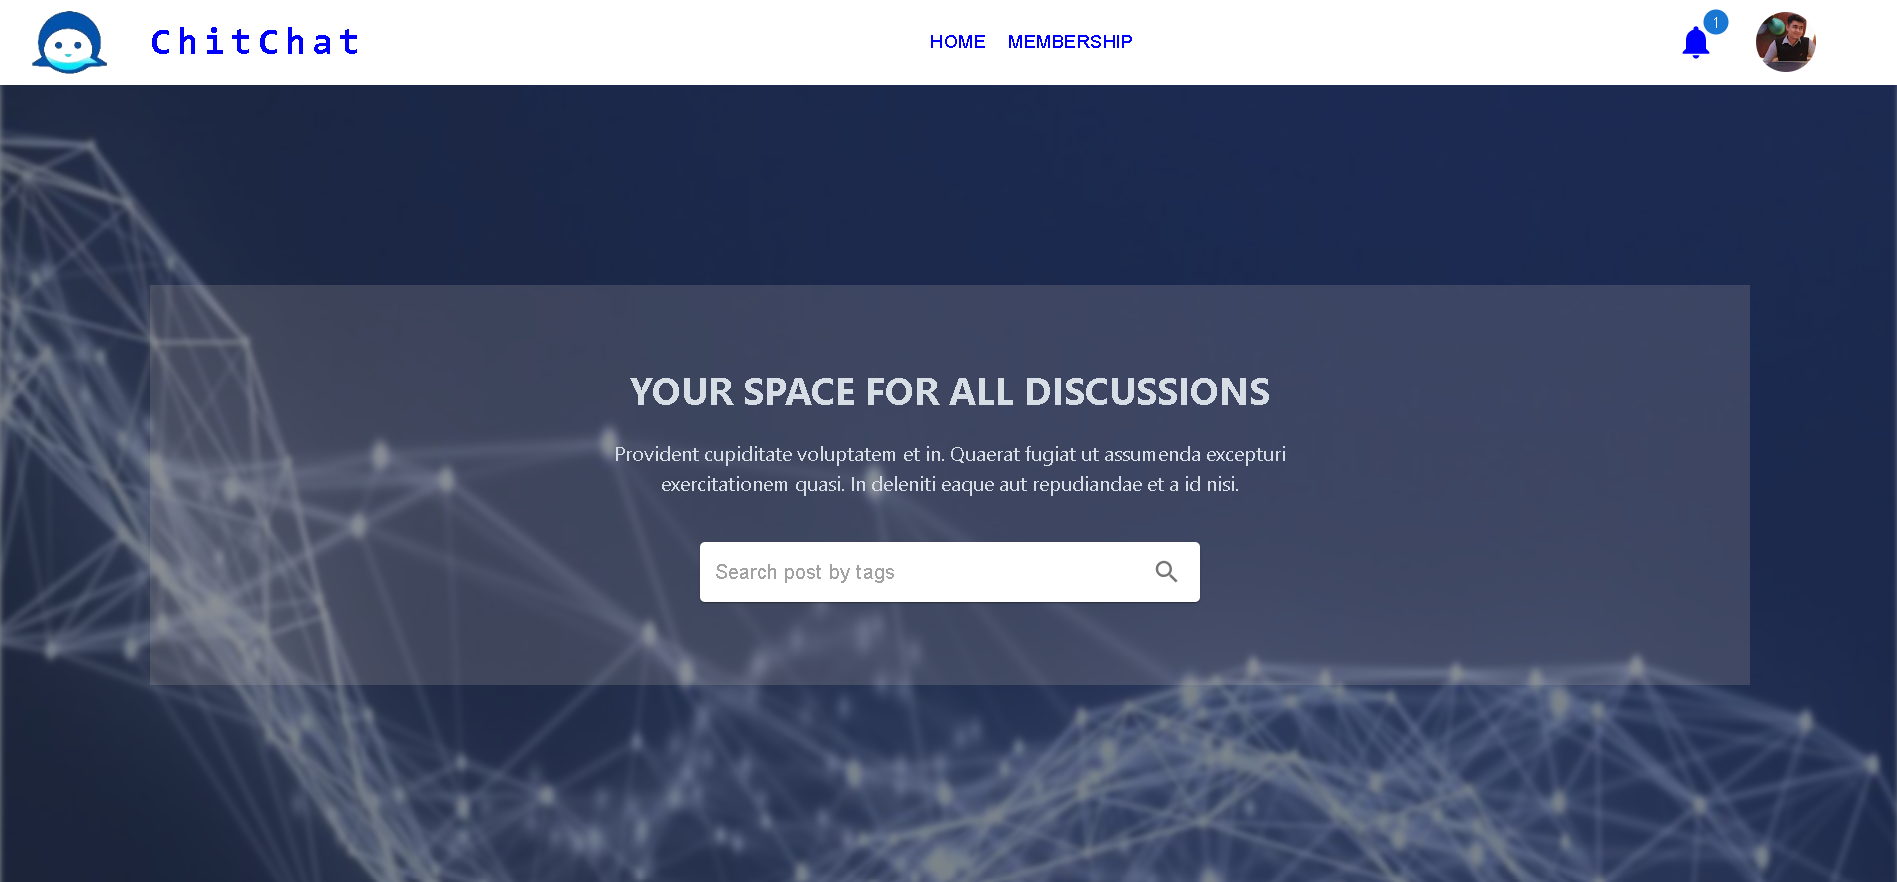 ChitChat
HOME MEMBERSHIP
1
YOUR SPACE FOR ALL DISCUSSIONS
Provident cupiditate voluptatem et in. Quaerat fugiat ut assumenda excepturi
exercitationem quasi. In deleniti eaque aut repudiandae et a id nisi.
Search post by tags